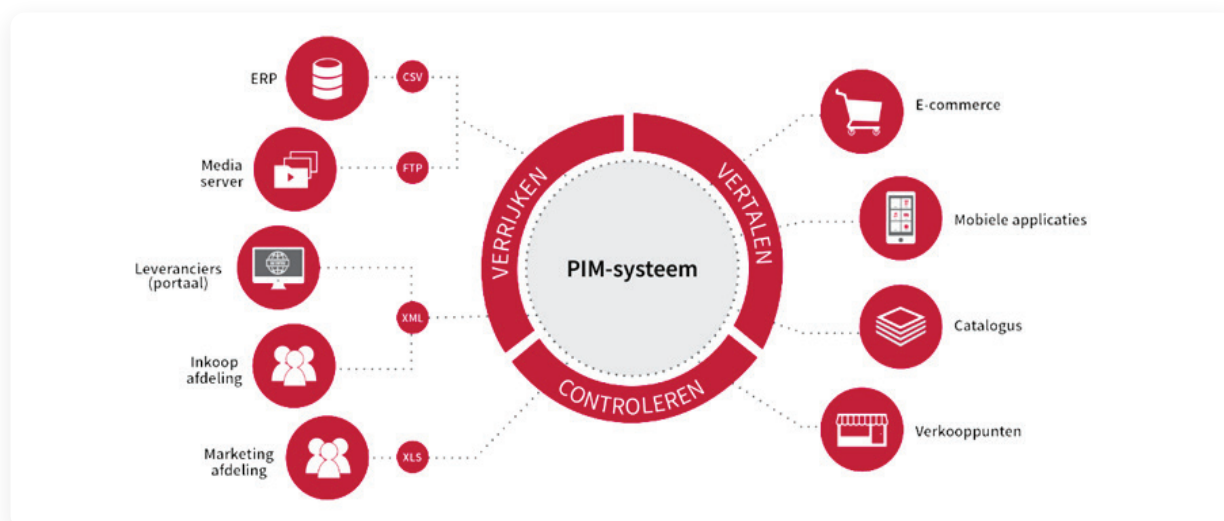 ERP
CSV
Media
server
FTP
Leveranciers
(portaal)
XML
Inkoop
afdeling
Marketing
afdeling
XLS
VERRIJKEN
VERTALEN
CONTROLEREN
PIM-systeem
E-commerce
Mobiele applicaties
Catalogus
Verkooppunten